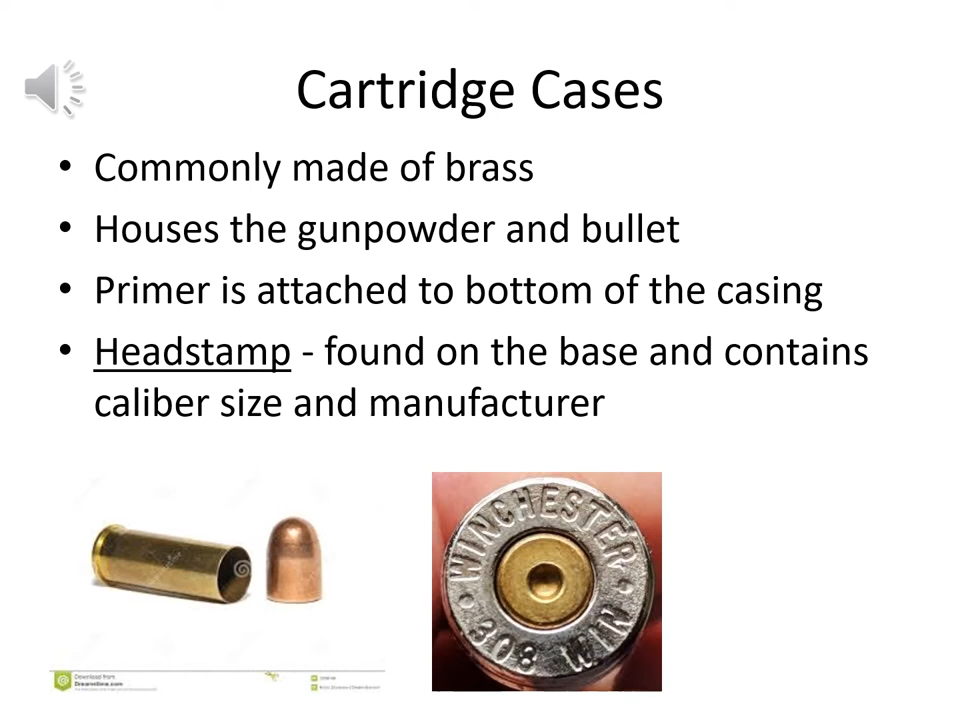 Cartridge Cases
• Commonly made of brass
• Houses the gunpowder and bullet
• Primer is attached to bottom of the casing
• Headstamp - found on the base and contains
caliber size and manufacturer
WINCHESTER
308 WIN
Download from
Dreamstime.com